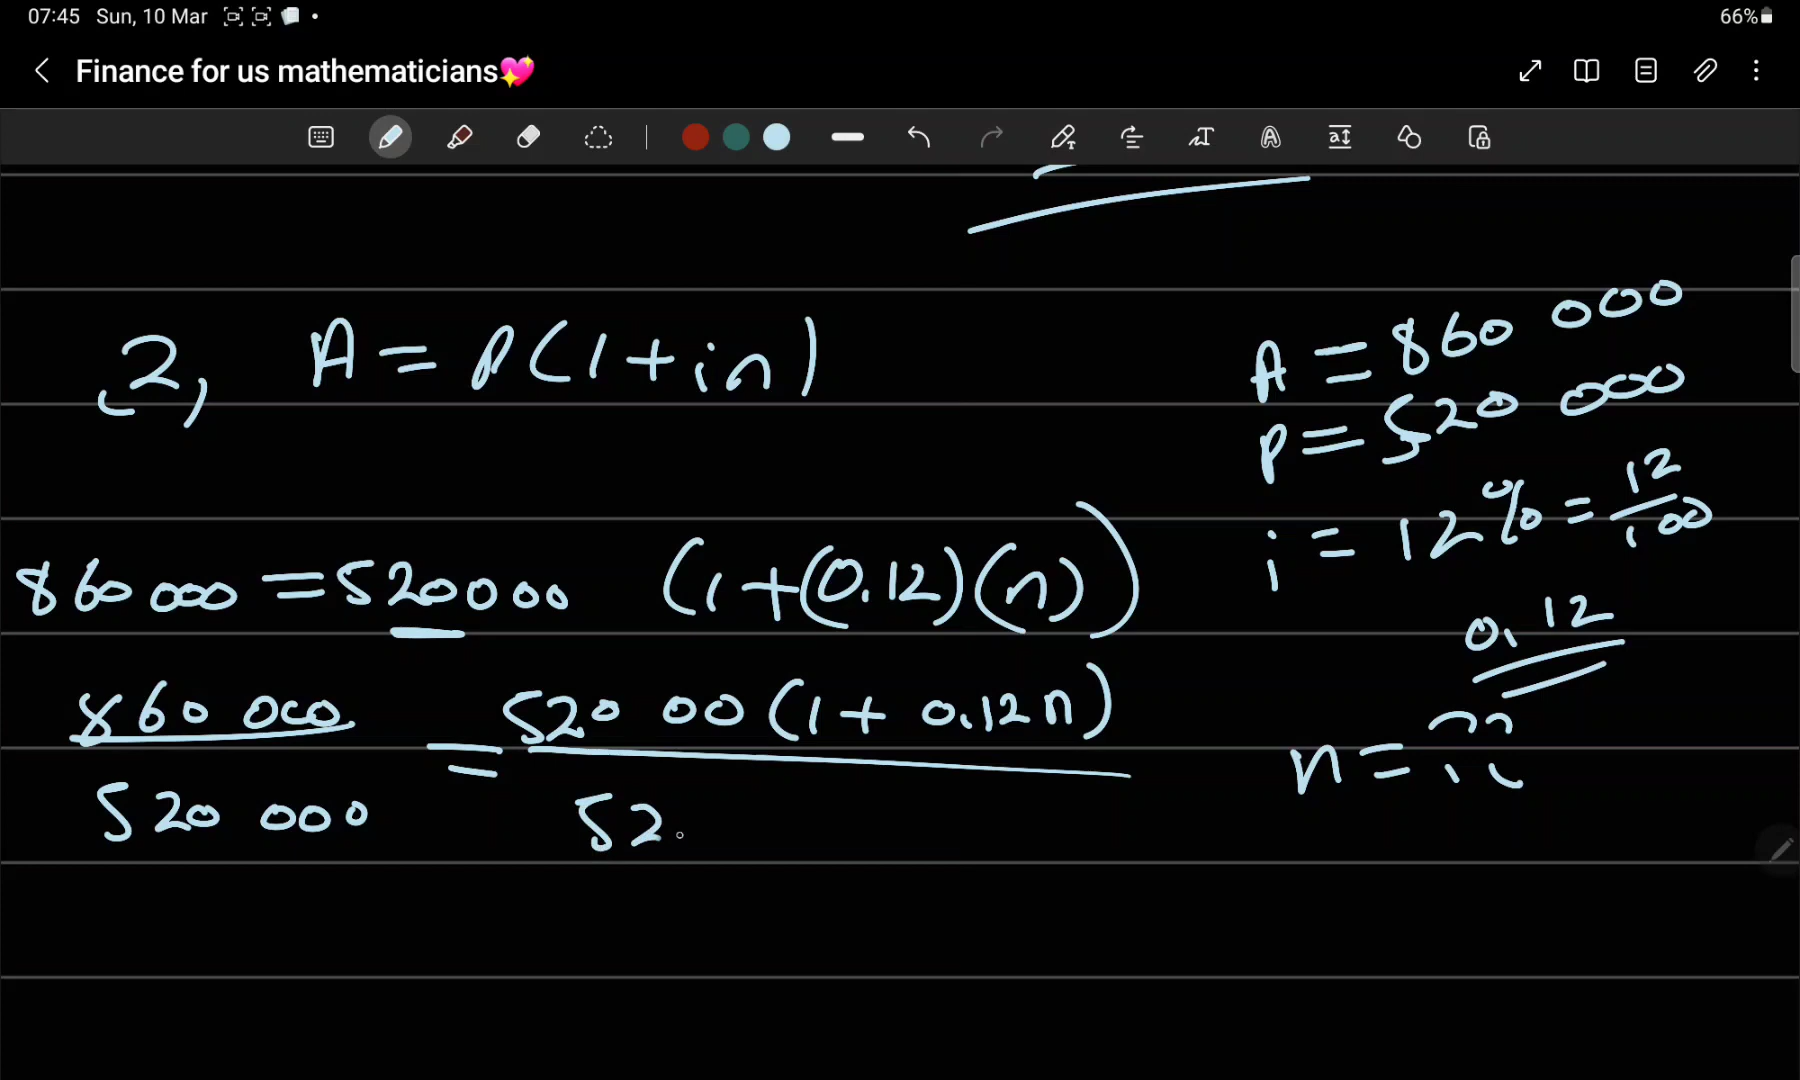 07:45 Sun, 10 Mar 66%
Finance for us mathematicians💖
2, A = P(1+in)
A = 860 000
P = 520 000
i = 12% = 12/100
860 000 = 520000 (1+(0.12)(n))
0,12
860 000 = 520 00(1 + 0.12n)
n = ??
520 000 52